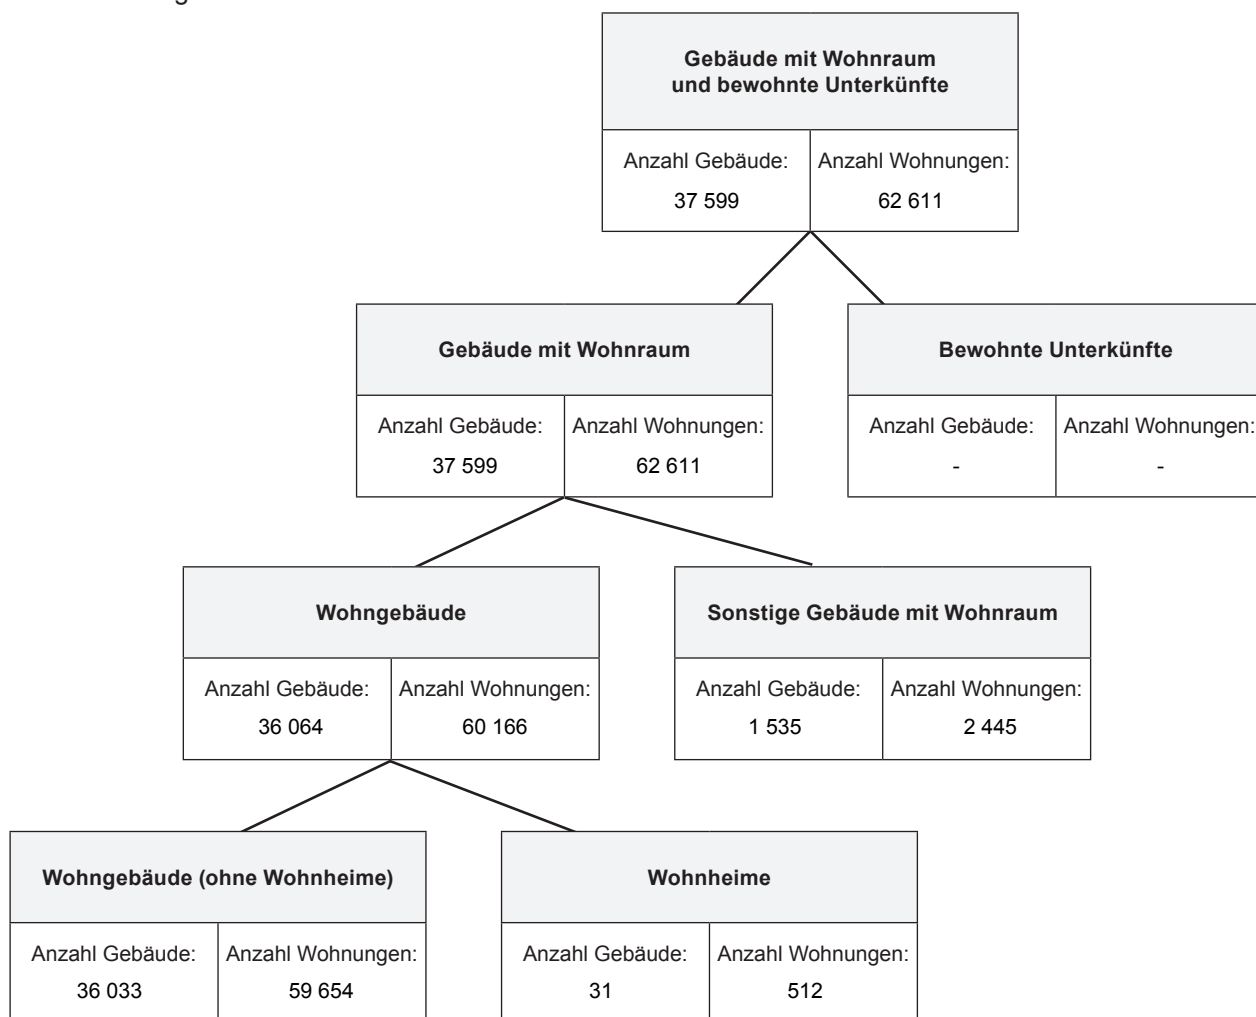 Gebäude mit Wohnraum
und bewohnte Unterkünfte
Anzahl Gebäude: Anzahl Wohnungen:
37 599 62 611
Gebäude mit Wohnraum Bewohnte Unterkünfte
Anzahl Gebäude: Anzahl Wohnungen: Anzahl Gebäude: Anzahl Wohnungen:
37 599 62 611 - -
Wohngebäude Sonstige Gebäude mit Wohnraum
Anzahl Gebäude: Anzahl Wohnungen: Anzahl Gebäude: Anzahl Wohnungen:
36 064 60 166 1 535 2 445
Wohngebäude (ohne Wohnheime) Wohnheime
Anzahl Gebäude: Anzahl Wohnungen: Anzahl Gebäude: Anzahl Wohnungen:
36 033 59 654 31 512